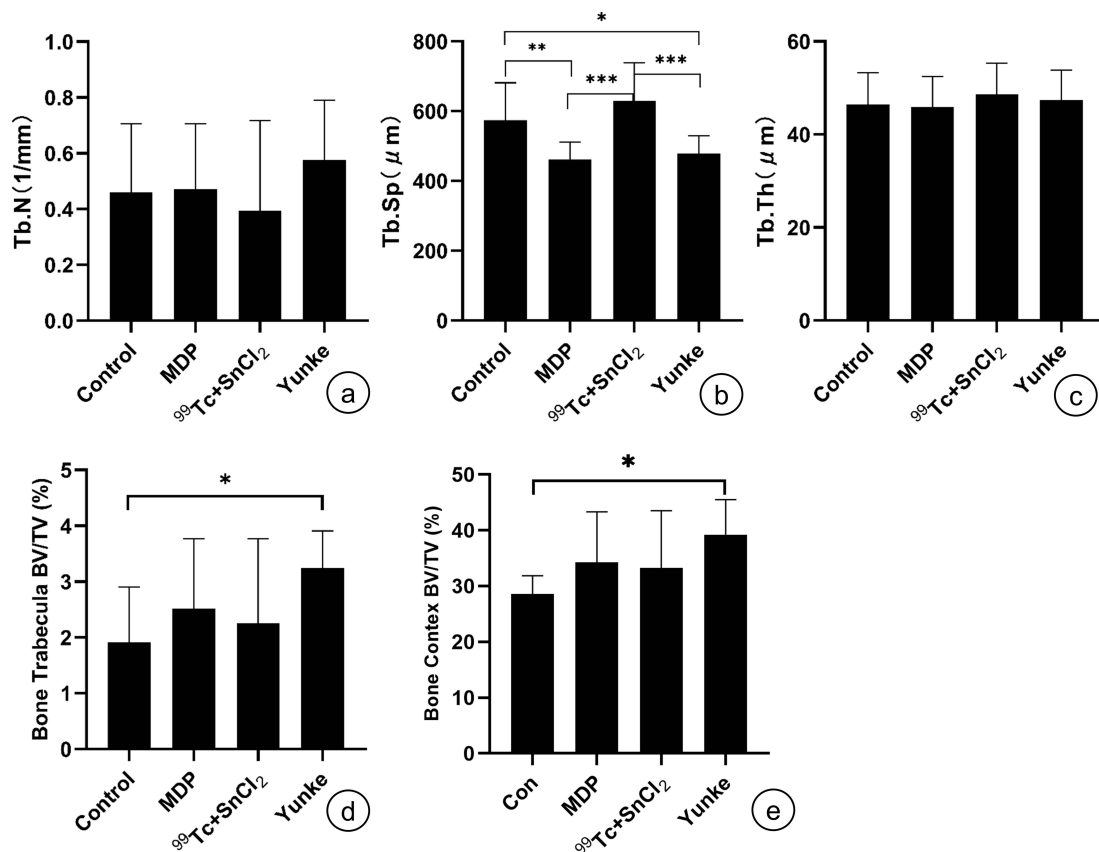 Tb.N(1/mm)
1.0
0.8
0.6
0.4
0.2
0.0
Control
MDP
⁹⁹Tc+SnCl₂
Yunke
a
Tb.Sp(μm)
800
600
400
200
0
*
**
***
***
Control
MDP
⁹⁹Tc+SnCl₂
Yunke
b
Tb.Th(μm)
60
40
20
0
Control
MDP
⁹⁹Tc+SnCl₂
Yunke
c
Bone Trabecula BV/TV (%)
5
4
3
2
1
0
*
Control
MDP
⁹⁹Tc+SnCl₂
Yunke
d
Bone Contex BV/TV (%)
50
40
30
20
10
0
*
Con
MDP
⁹⁹Tc+SnCl₂
Yunke
e